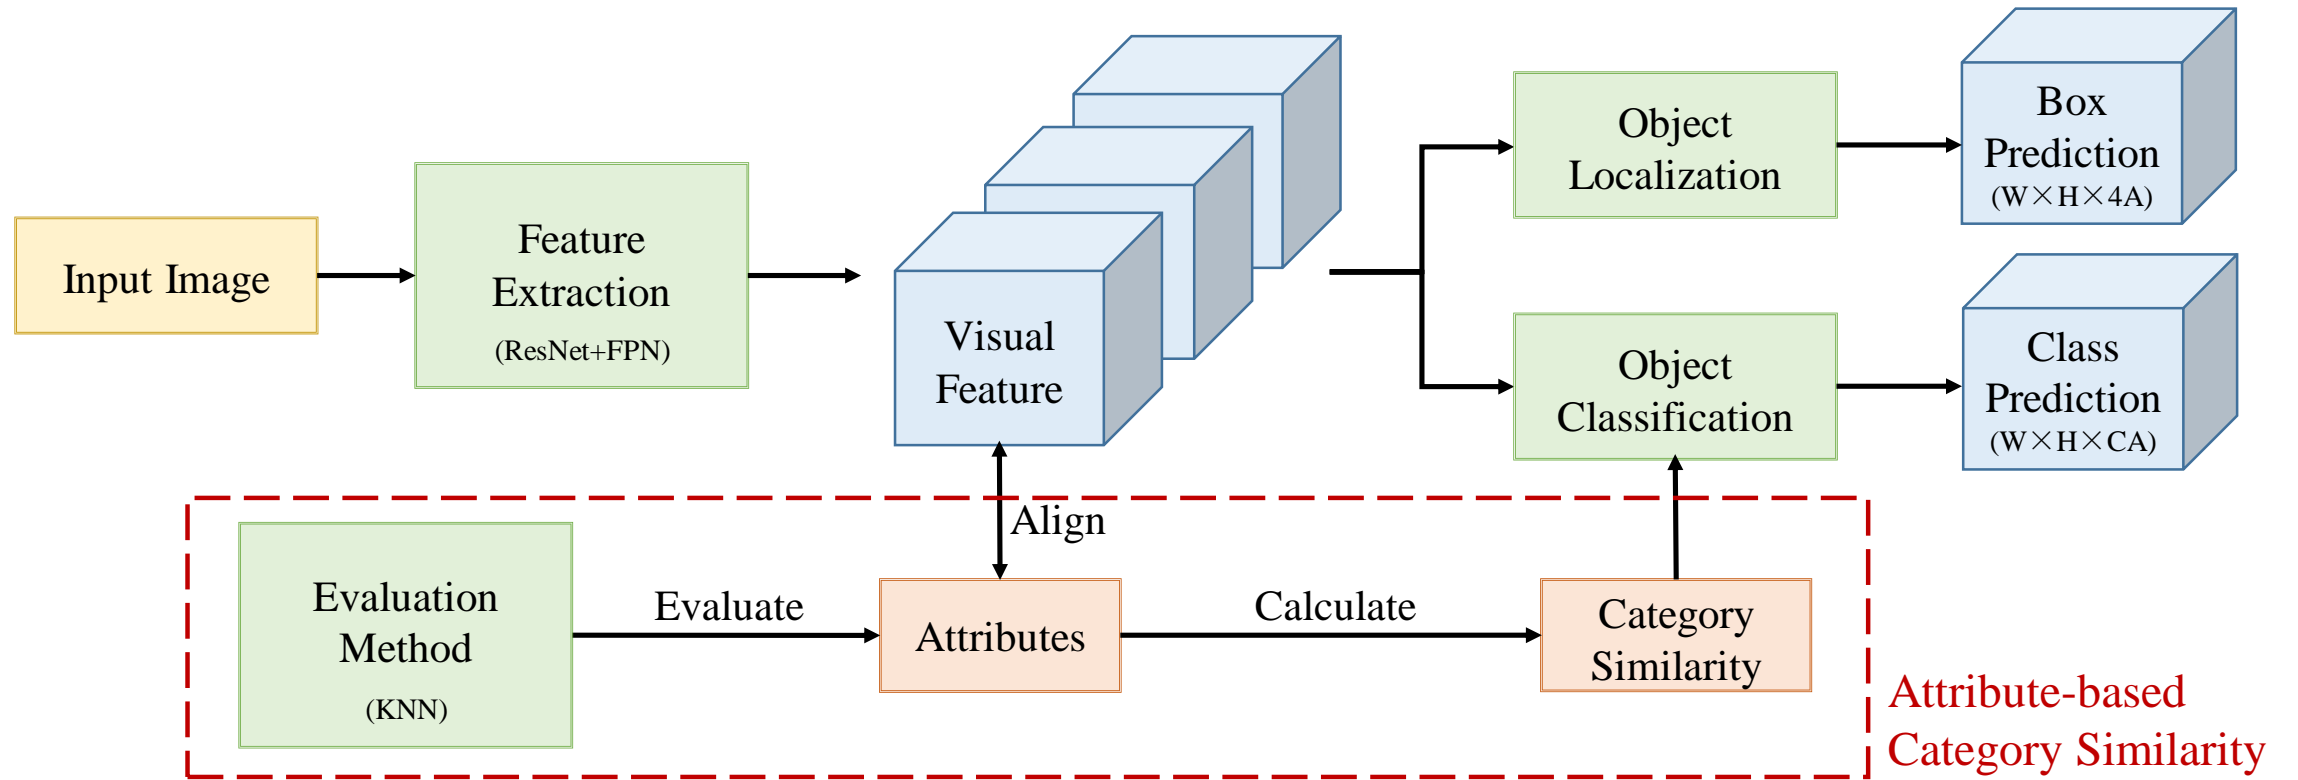 Input Image
Feature
Extraction
(ResNet+FPN)
Visual
Feature
Object
Localization
Box
Prediction
(W×H×4A)
Object
Classification
Class
Prediction
(W×H×CA)
Align
Evaluation
Method
(KNN)
Evaluate
Attributes
Calculate
Category
Similarity
Attribute-based
Category Similarity